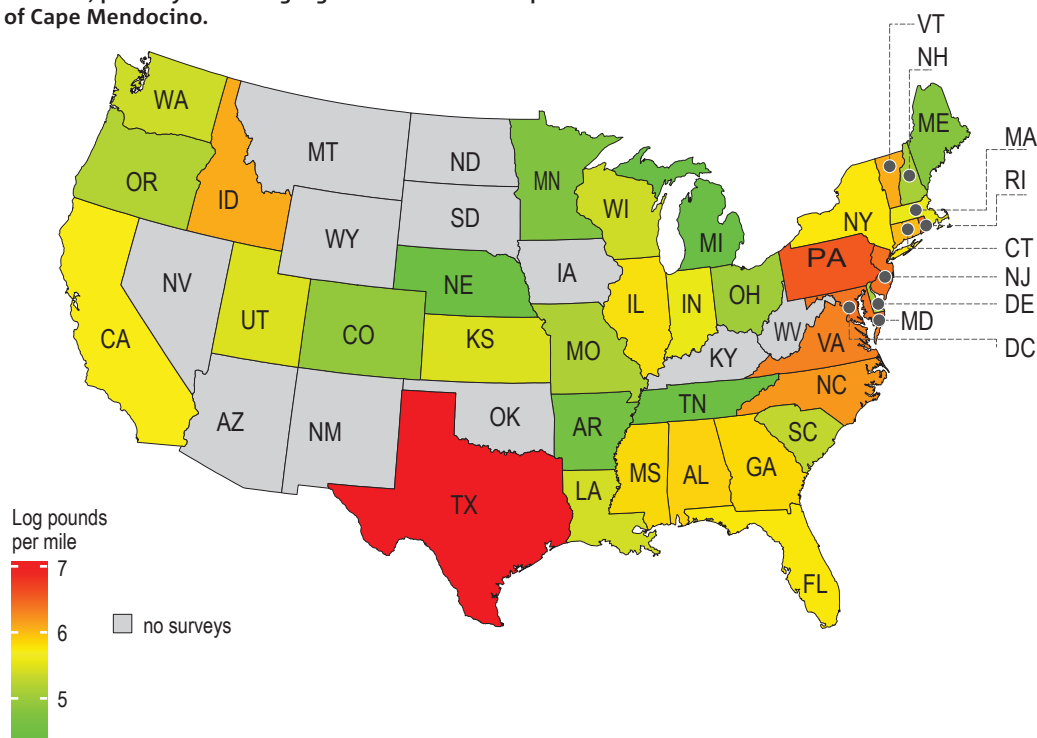 of Cape Mendocino.
VT
NH
WA
ME
MT
ND
MA
OR
MN
ID
SD
WI
RI
WY
NY
MI
CT
IA
PA
NV
NE
NJ
OH
DE
IL
IN
UT
CO
MD
CA
KS
WV
VA
MO
KY
DC
NC
TN
AZ
OK
NM
AR
SC
MS
AL
GA
LA
TX
Log pounds
per mile
7
FL
no surveys
6
5